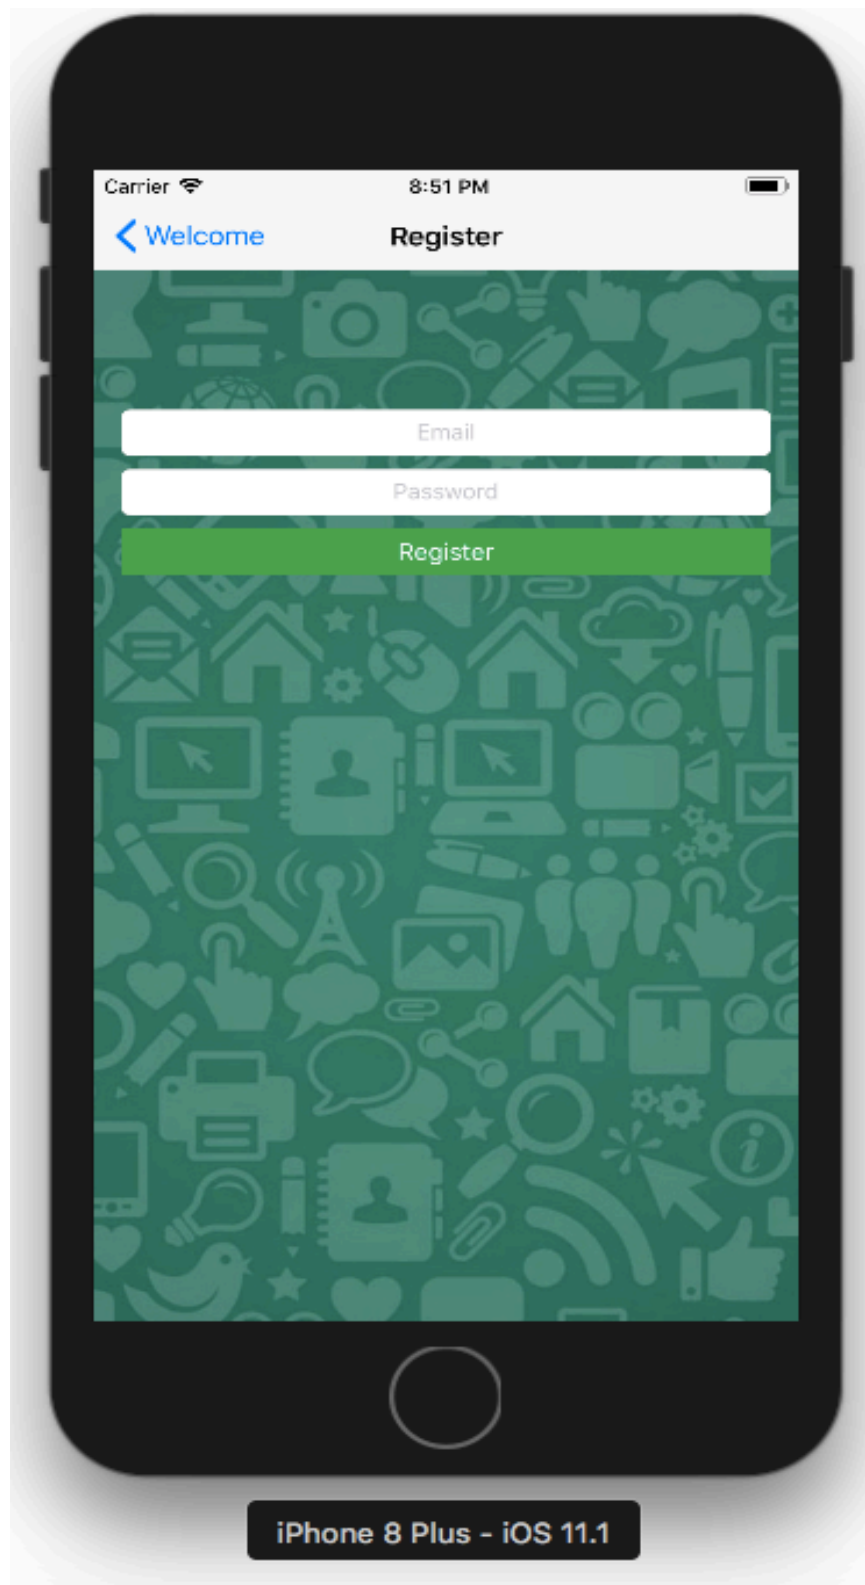 Carrier 8:51 PM
Welcome Register
Email
Password
Register
iPhone 8 Plus - iOS 11.1